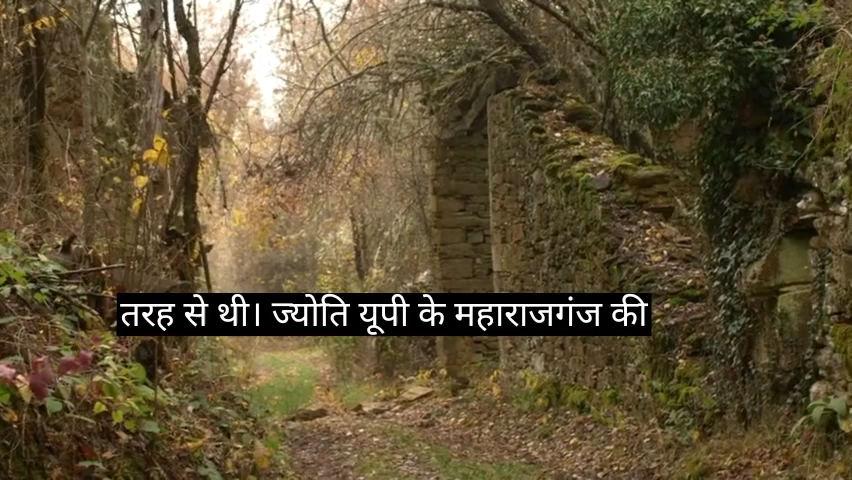 तरह से थी। ज्योति यूपी के महाराजगंज की